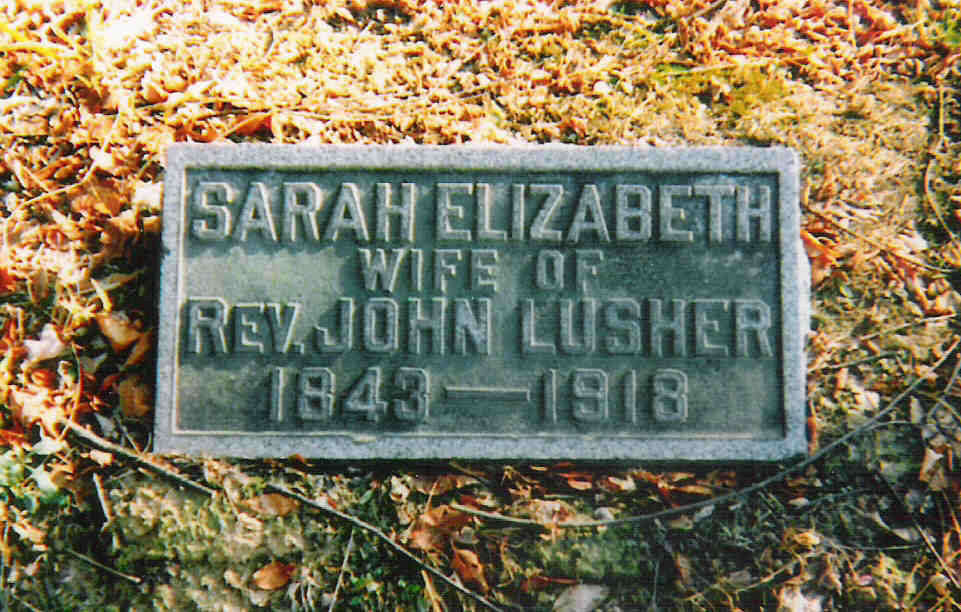 SARAH ELIZABETH
WIFE OF
REV. JOHN LUSHER
1843 — 1918